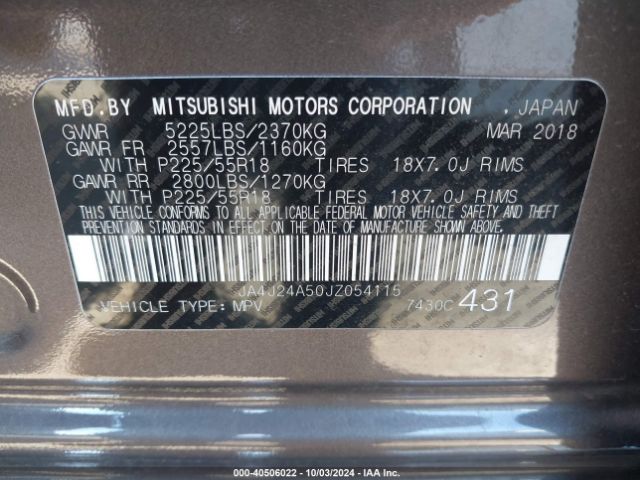 MFD.BY MITSUBISHI MOTORS CORPORATION , JAPAN
GWWR 5225LBS/2370KG MAR 2018
GAWR FR 2557LBS/1160KG
WITH P225/55R18 TIRES 18X7.0J RIMS
GAWR RR 2800LBS/1270KG
WITH P225/55R18 TIRES 18X7.0J RIMS
THIS VEHICLE CONFORMS TO ALL APPLICABLE FEDERAL MOTOR VEHICLE SAFETY AND THEFT
PREVENTION STANDARDS IN EFFECT ON THE DATE OF MANUFACTURE SHOWN ABOVE.
JA4J24A50JZ054115
VEHICLE TYPE: MPV 7430C 431
000-40506022 - 10/03/2024 - IAA Inc.